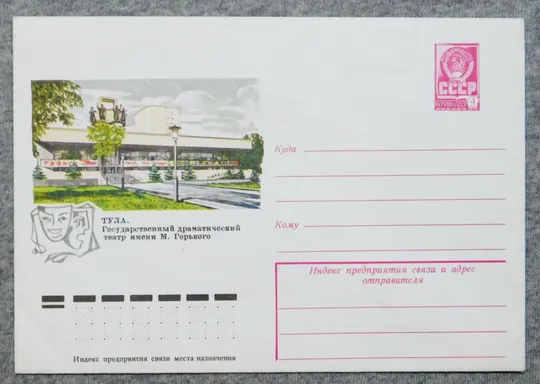 СССР
4
Куда
ТУЛА.
Государственный драматический
театр имени М. Горького
Кому
Индекс предприятия связи и адрес
отправителя
Индекс предприятия связи места назначения